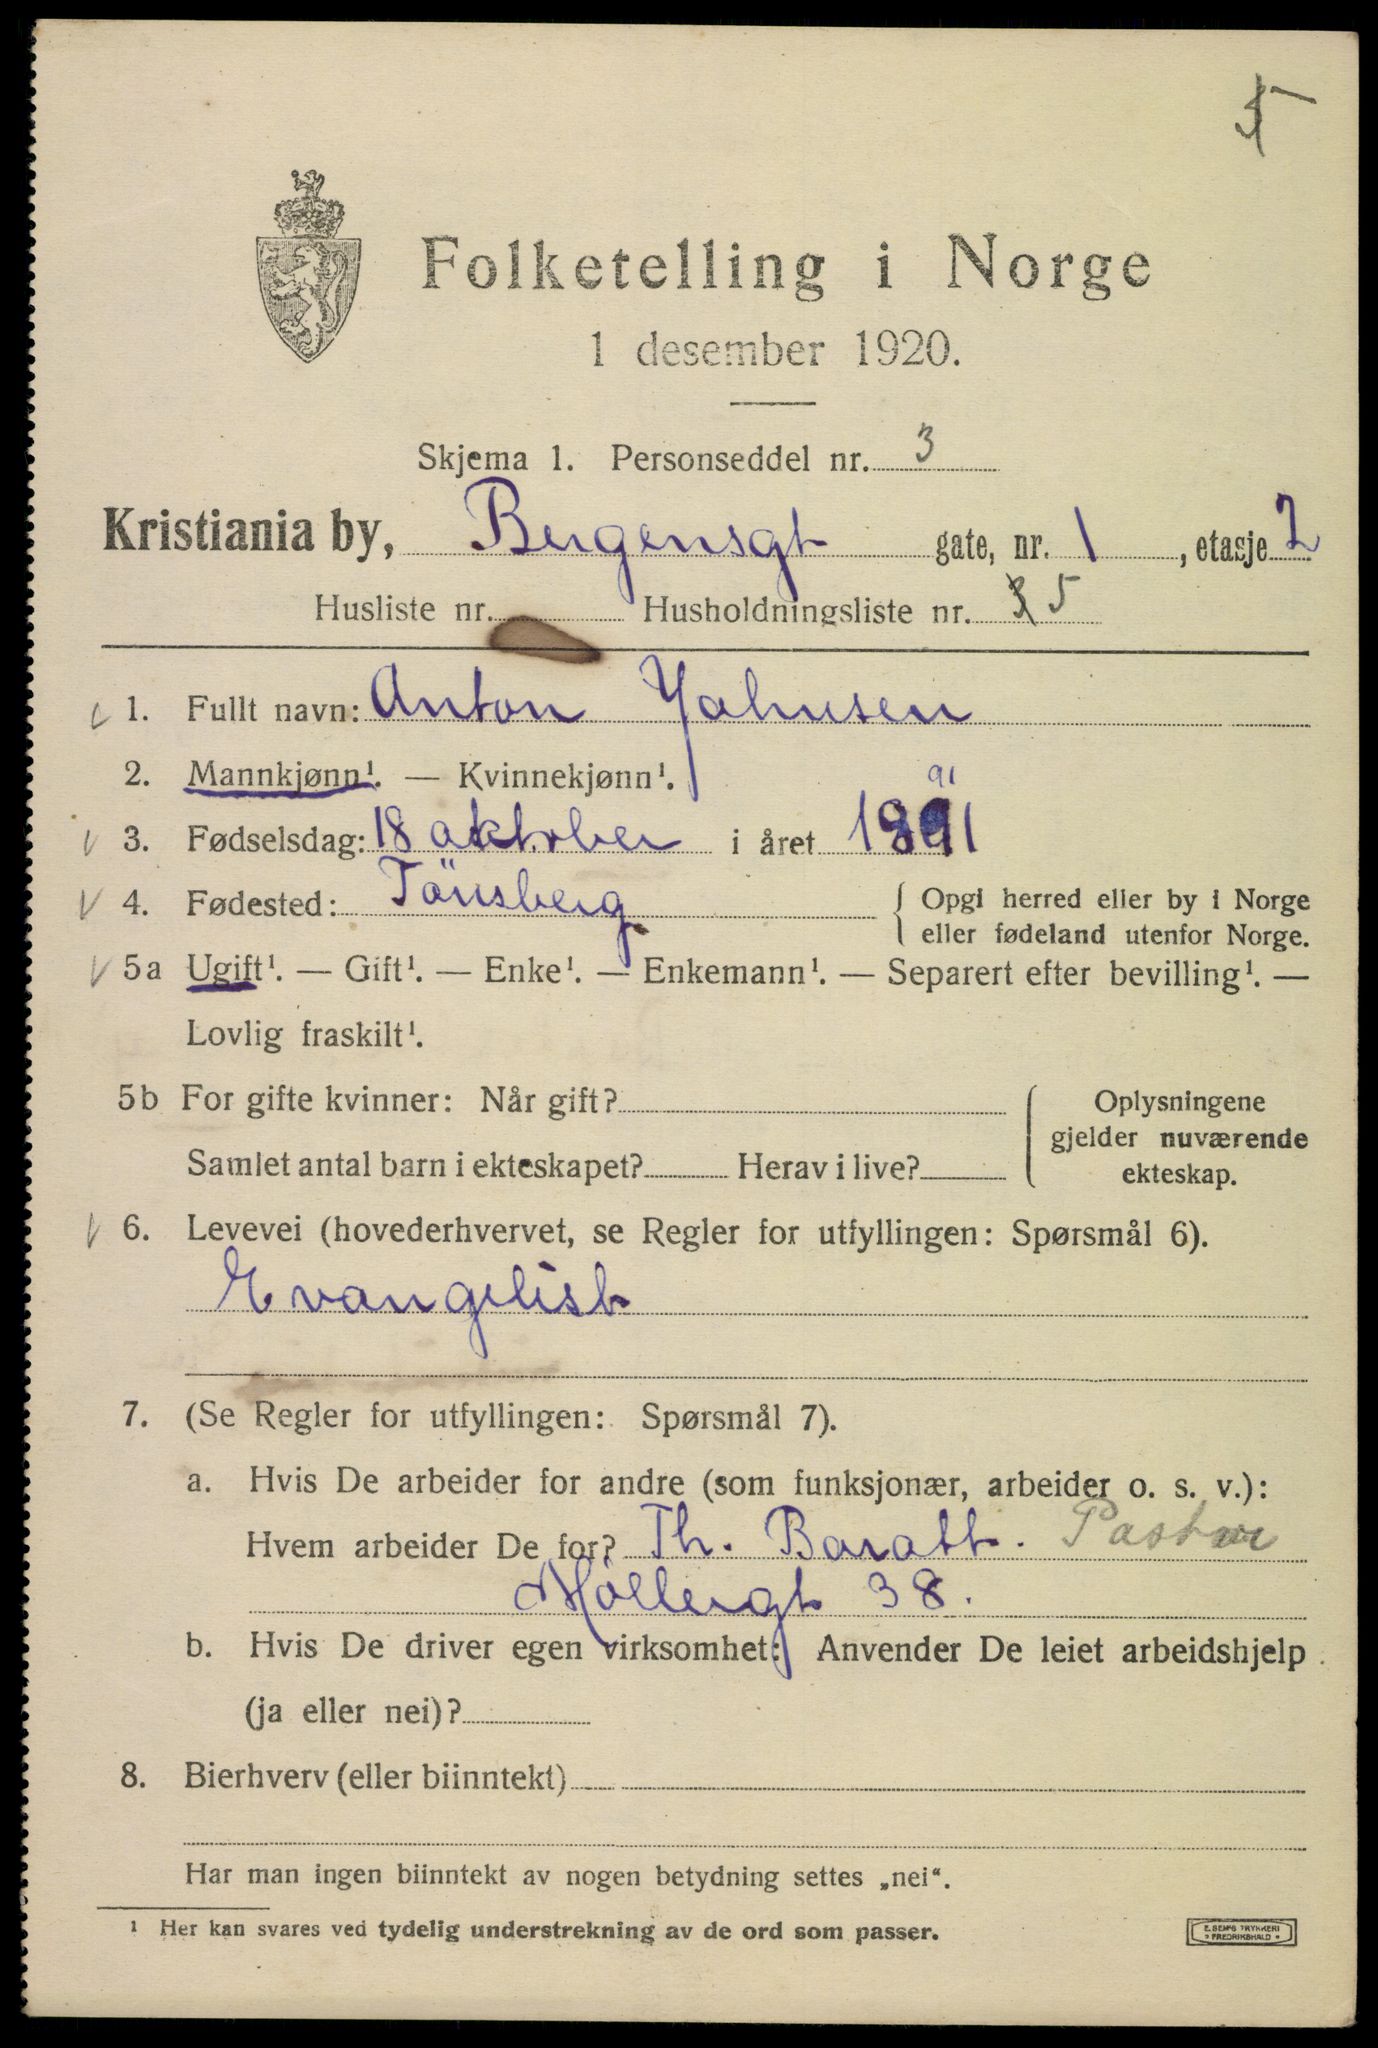 5
Folketelling i Norge
1 desember 1920.
Skjema 1. Personseddel nr. 3
Kristiania by, Bergensgt gate, nr. 1, etasje 2
Husliste nr. Husholdningsliste nr. 3 5
1. Fullt navn: Anton Johnsen
2. Mannkjønn¹. — Kvinnekjønn¹.
91
3. Fødselsdag: 18 oktober i året 1891
4. Fødested: Tönsberg { Opgi herred eller by i Norge
eller fødeland utenfor Norge.
5a Ugift¹. — Gift¹. — Enke¹. — Enkemann¹. — Separert efter bevilling¹. —
Lovlig fraskilt¹.
5b For gifte kvinner: Når gift? Oplysningene
gjelder nuværende
Samlet antal barn i ekteskapet? Herav i live? ekteskap.
6. Levevei (hovederhvervet, se Regler for utfyllingen: Spørsmål 6).
Evangelist
7. (Se Regler for utfyllingen: Spørsmål 7).
a. Hvis De arbeider for andre (som funksjonær, arbeider o. s. v.):
Hvem arbeider De for? Th. Baratt. Pastor
Möllergt 38.
b. Hvis De driver egen virksomhet: Anvender De leiet arbeidshjelp
(ja eller nei)?
8. Bierhverv (eller biinntekt)
Har man ingen biinntekt av nogen betydning settes „nei“.
¹ Her kan svares ved tydelig understrekning av de ord som passer.
E. SEM'S TRYKKERI
FREDRIKSHALD